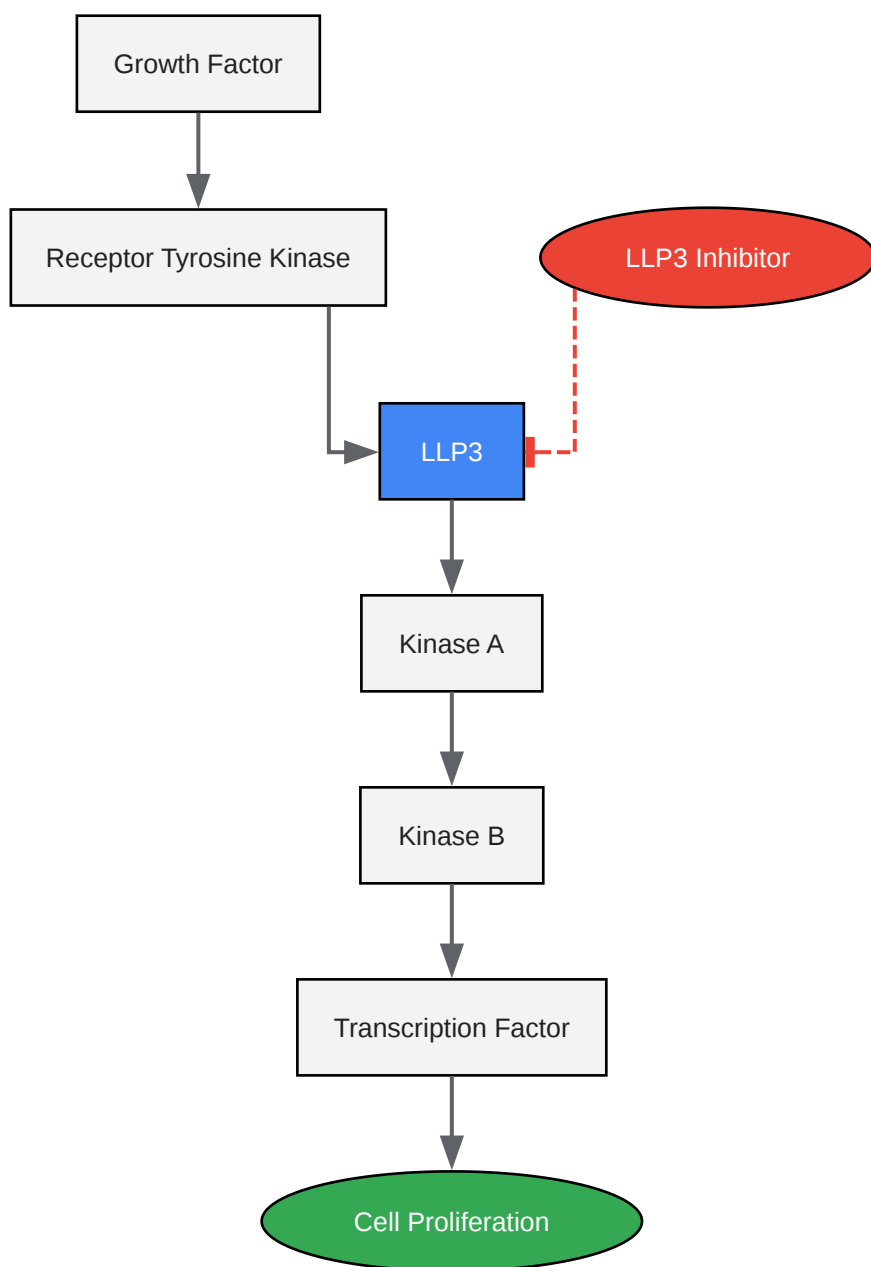 Growth Factor
Receptor Tyrosine Kinase
LLP3 Inhibitor
LLP3
Kinase A
Kinase B
Transcription Factor
Cell Proliferation